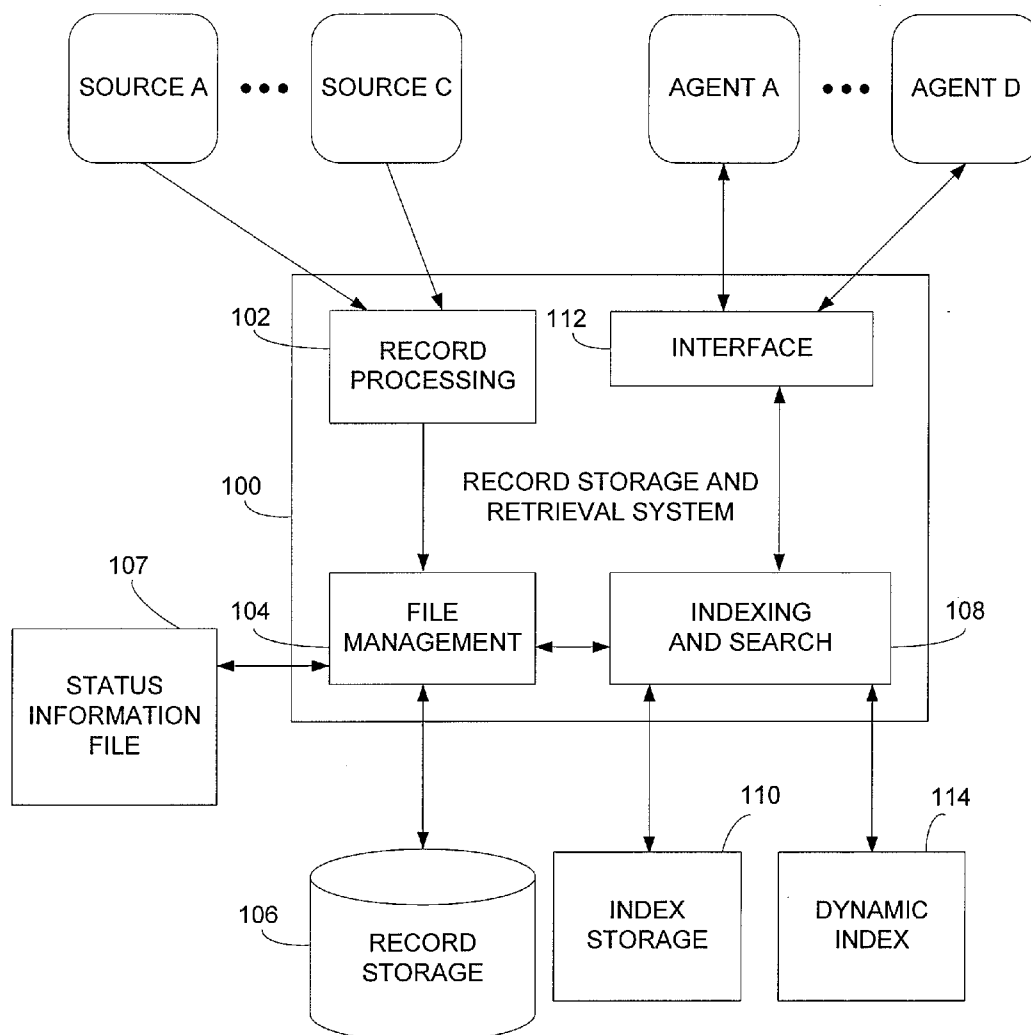 SOURCE A
SOURCE C
AGENT A
AGENT D
102
RECORD
PROCESSING
112
INTERFACE
100
RECORD STORAGE AND
RETRIEVAL SYSTEM
107
STATUS
INFORMATION
FILE
104
FILE
MANAGEMENT
INDEXING
AND SEARCH
108
106
RECORD
STORAGE
110
INDEX
STORAGE
114
DYNAMIC
INDEX